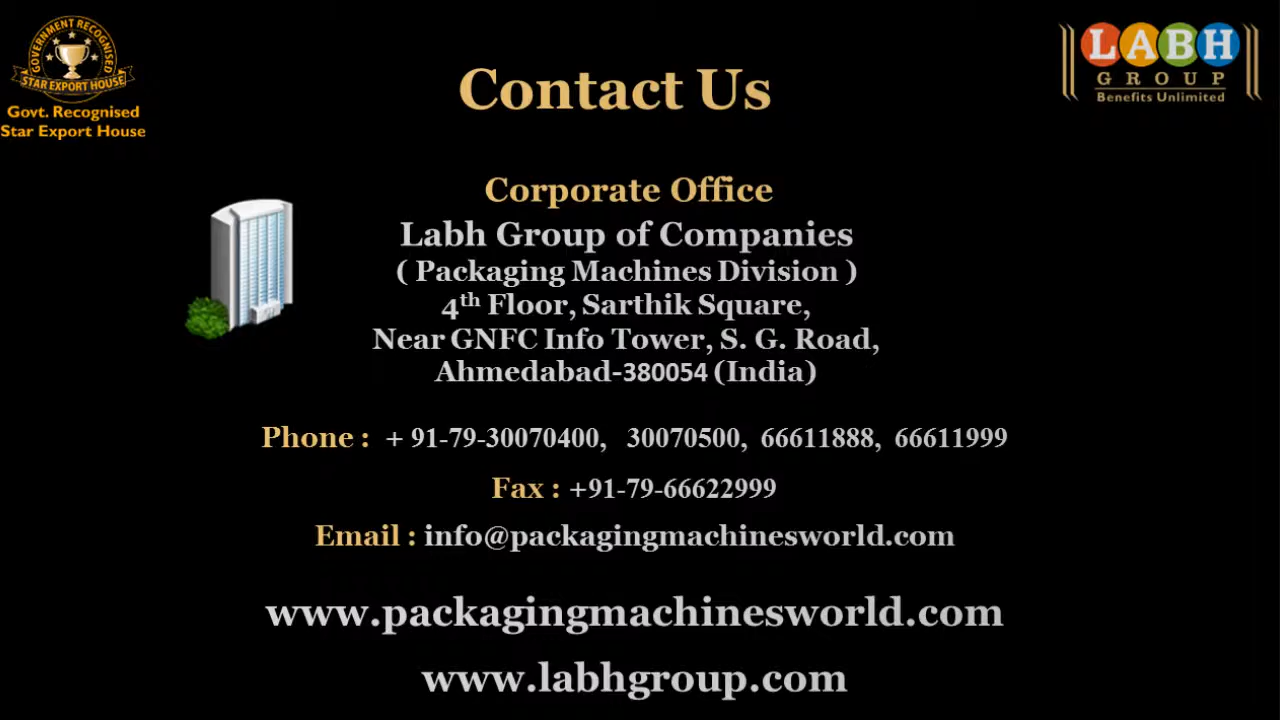 GOVERNMENT RECOGNISED
STAR EXPORT HOUSE
Govt. Recognised
Star Export House
LABH
GROUP
Benefits Unlimited
Contact Us
Corporate Office
Labh Group of Companies
( Packaging Machines Division )
4th Floor, Sarthik Square,
Near GNFC Info Tower, S. G. Road,
Ahmedabad-380054 (India)
Phone : + 91-79-30070400, 30070500, 66611888, 66611999
Fax : +91-79-66622999
Email : info@packagingmachinesworld.com
www.packagingmachinesworld.com
www.labhgroup.com